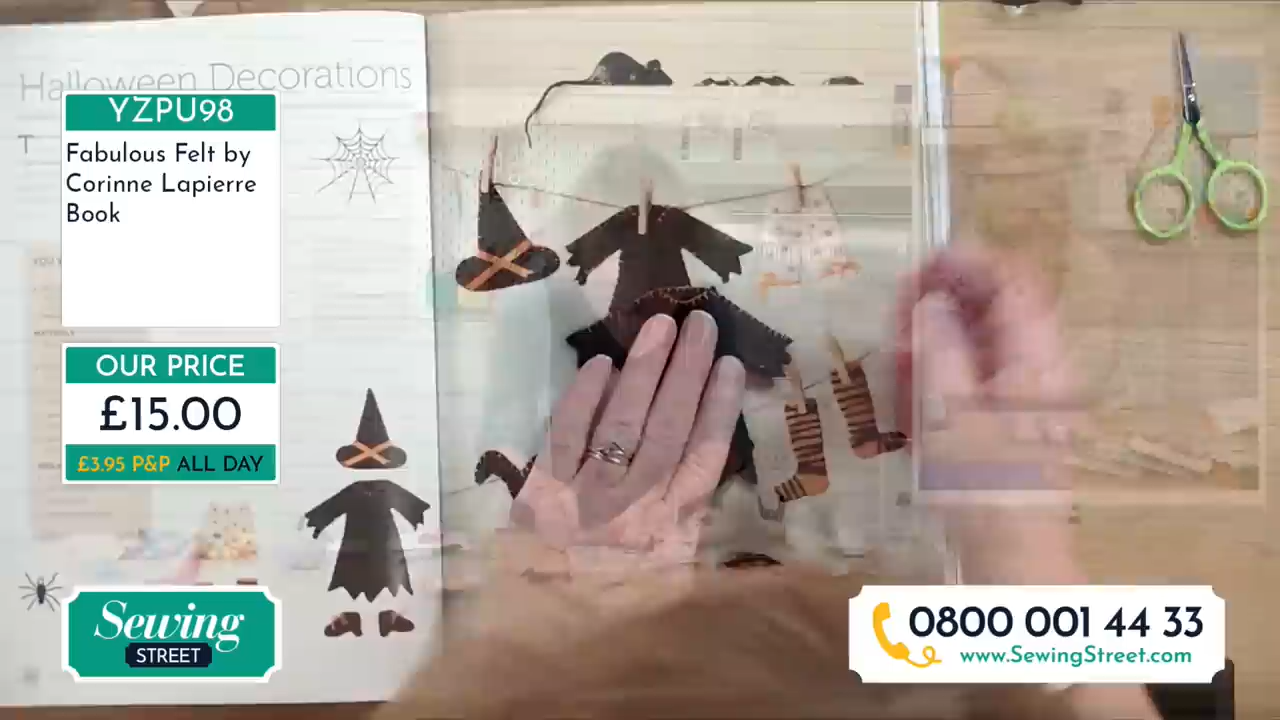 Halloween Decorations
YZPU98
Fabulous Felt by
Corinne Lapierre
Book
OUR PRICE
£15.00
£3.95 P&P ALL DAY
Sewing
STREET
0800 001 44 33
www.SewingStreet.com